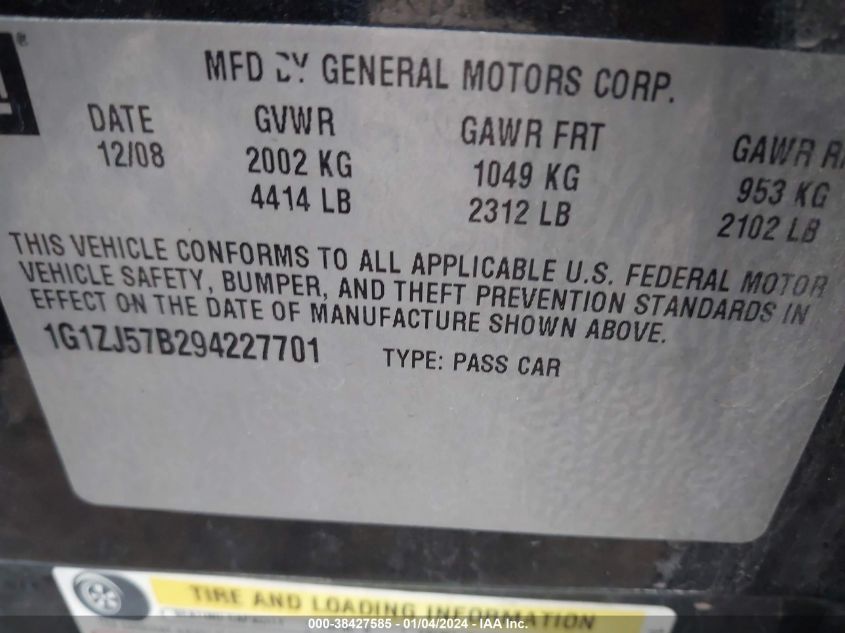 ®
MFD BY GENERAL MOTORS CORP.
DATE GVWR GAWR FRT GAWR
12/08 2002 KG 1049 KG 953 KG
4414 LB 2312 LB 2102 LB
THIS VEHICLE CONFORMS TO ALL APPLICABLE U.S. FEDERAL MOTOR
VEHICLE SAFETY, BUMPER, AND THEFT PREVENTION STANDARDS IN
EFFECT ON THE DATE OF MANUFACTURE SHOWN ABOVE.
1G1ZJ57B294227701 TYPE: PASS CAR
TIRE AND LOADING INFORMATION
000-38427585 - 01/04/2024 - IAA Inc.